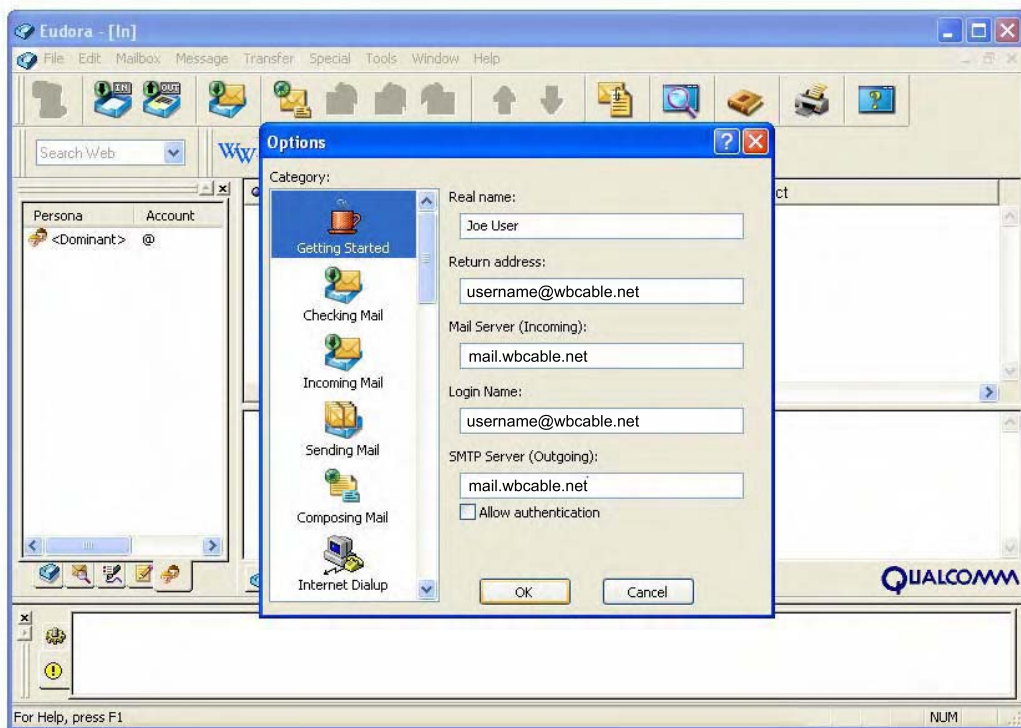 Eudora - [In]
File Edit Mailbox Message Transfer Special Tools Window Help
IN OUT
Search Web
Options
Category:
Getting Started
Checking Mail
Incoming Mail
Sending Mail
Composing Mail
Internet Dialup
Real name:
Joe User
Return address:
username@wbcable.net
Mail Server (Incoming):
mail.wbcable.net
Login Name:
username@wbcable.net
SMTP Server (Outgoing):
mail.wbcable.net
Allow authentication
OK Cancel
Persona Account
<Dominant> @
ct
QUALCOMM
For Help, press F1
NUM